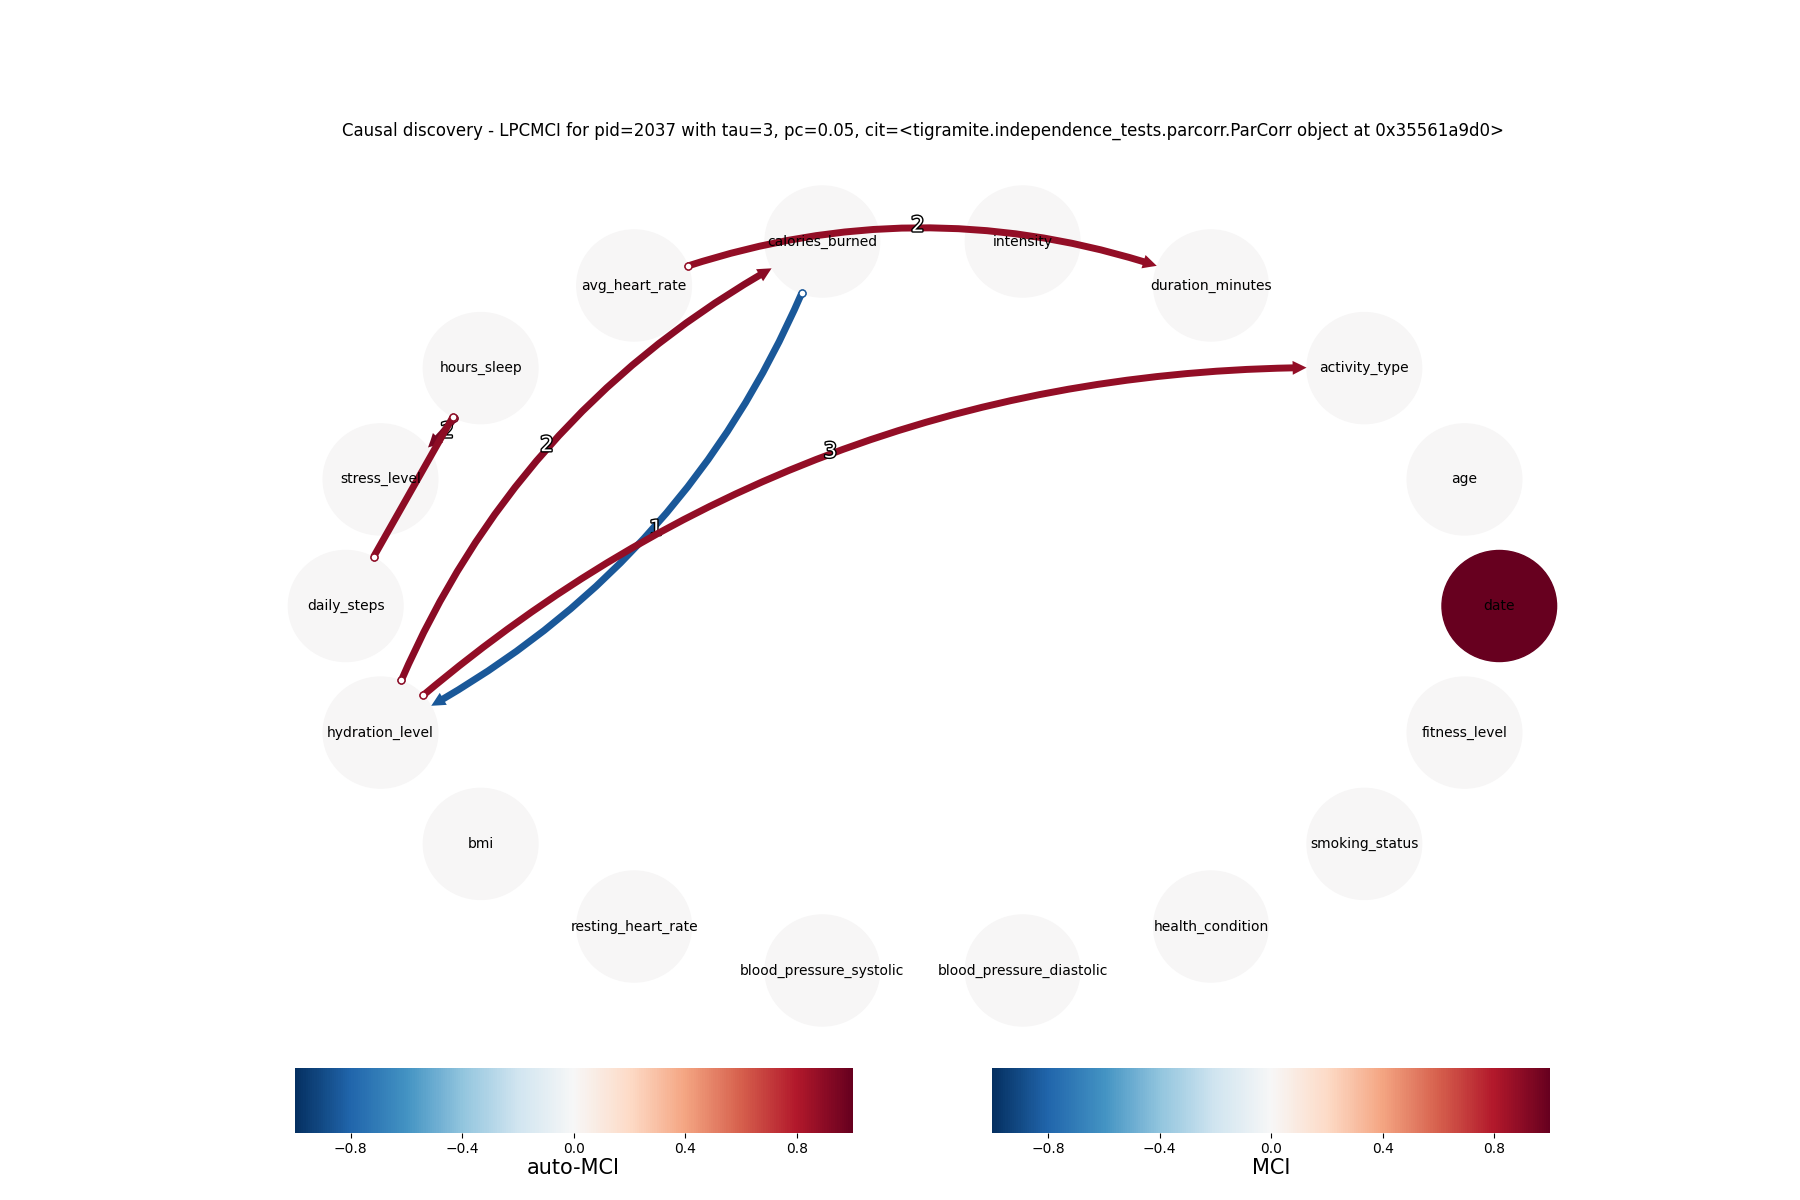 Causal discovery - LPCMCI for pid=2037 with tau=3, pc=0.05, cit=<tigramite.independence_tests.parcorr.ParCorr object at 0x35561a9d0>
2
calories_burned
intensity
avg_heart_rate
duration_minutes
hours_sleep
activity_type
2
2
3
stress_level
age
1
daily_steps
date
hydration_level
fitness_level
bmi
smoking_status
resting_heart_rate
health_condition
blood_pressure_systolic
blood_pressure_diastolic
−0.8 −0.4 0.0 0.4 0.8
auto-MCI
−0.8 −0.4 0.0 0.4 0.8
MCI